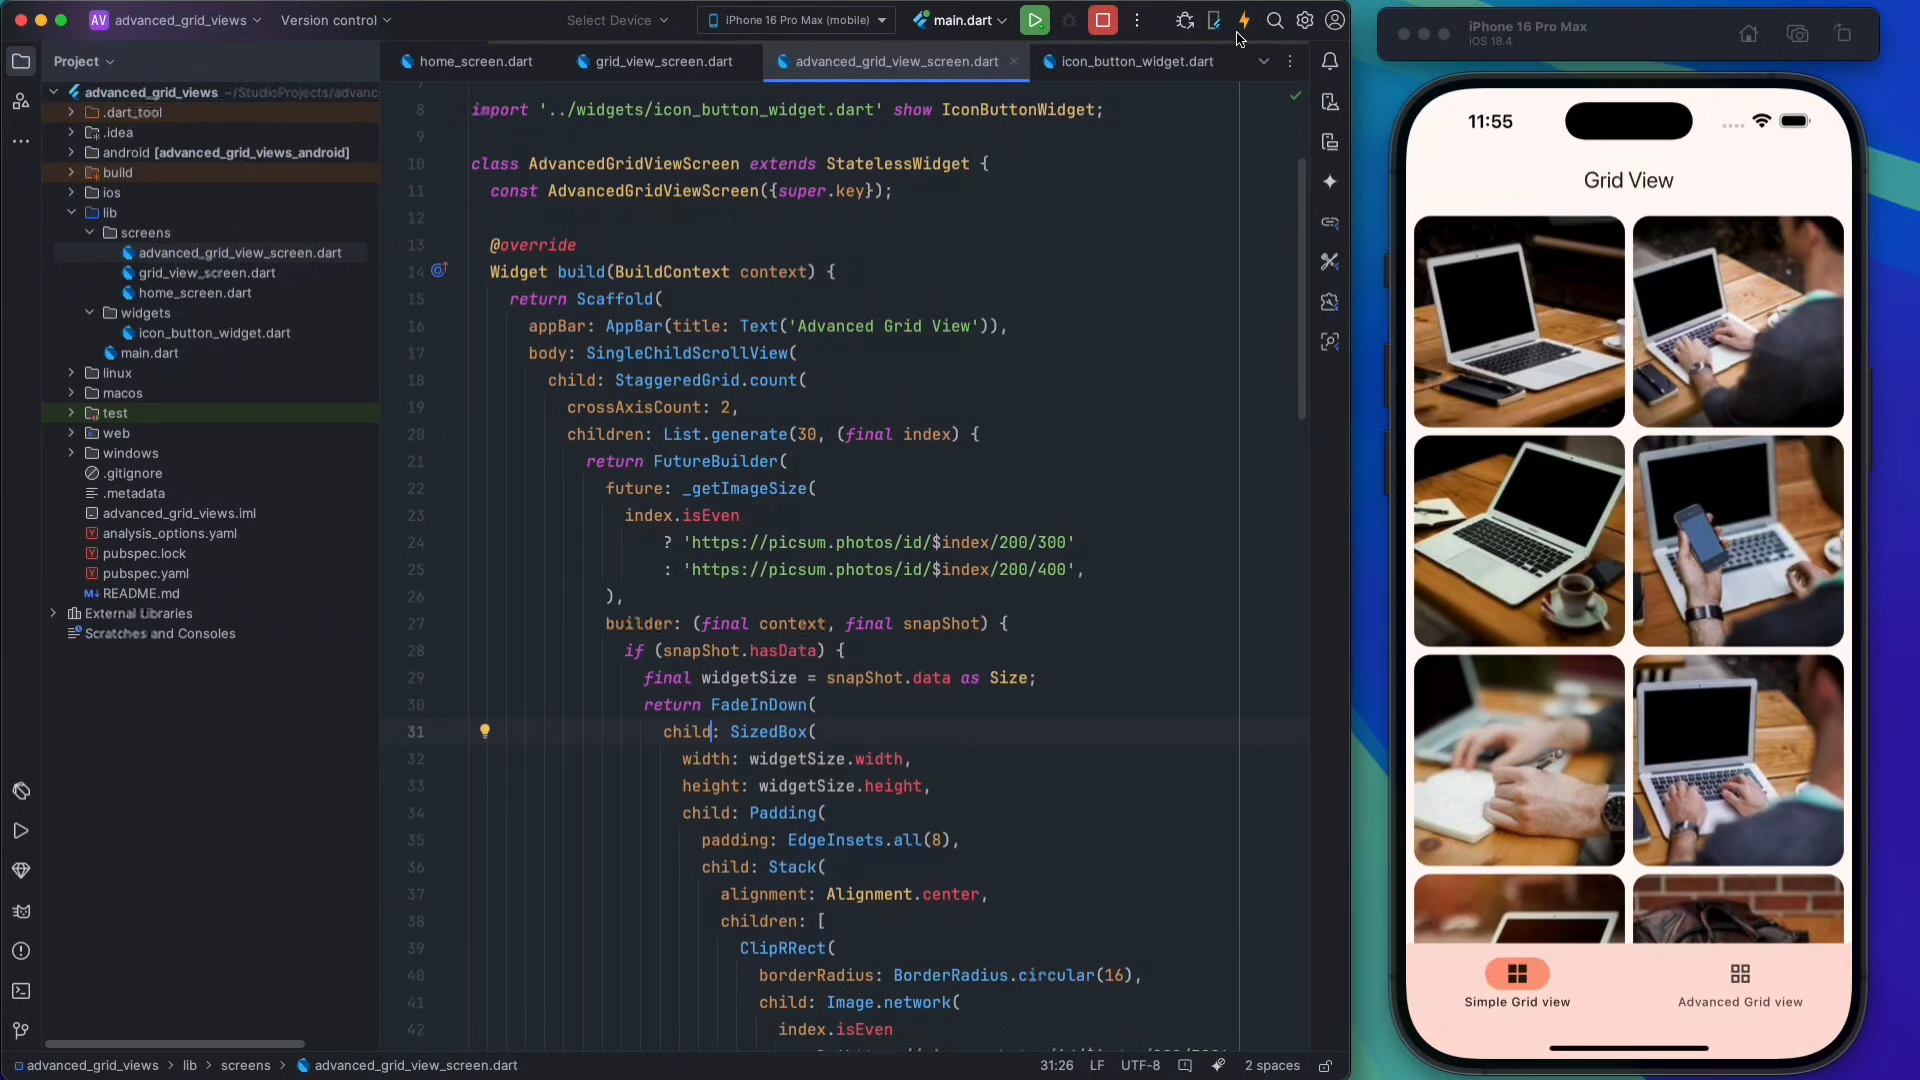 AV advanced_grid_views
Version control
Select Device
iPhone 16 Pro Max (mobile)
main.dart
Project
home_screen.dart
grid_view_screen.dart
advanced_grid_view_screen.dart
icon_button_widget.dart
advanced_grid_views ~/StudioProjects/advanc
.dart_tool
.idea
android [advanced_grid_views_android]
build
ios
lib
screens
advanced_grid_view_screen.dart
grid_view_screen.dart
home_screen.dart
widgets
icon_button_widget.dart
main.dart
linux
macos
test
web
windows
.gitignore
.metadata
advanced_grid_views.iml
analysis_options.yaml
pubspec.lock
pubspec.yaml
README.md
External Libraries
Scratches and Consoles
8 import '../widgets/icon_button_widget.dart' show IconButtonWidget;
9
10 class AdvancedGridViewScreen extends StatelessWidget {
11 const AdvancedGridViewScreen({super.key});
12
13 @override
14 Widget build(BuildContext context) {
15 return Scaffold(
16 appBar: AppBar(title: Text('Advanced Grid View')),
17 body: SingleChildScrollView(
18 child: StaggeredGrid.count(
19 crossAxisCount: 2,
20 children: List.generate(30, (final index) {
21 return FutureBuilder(
22 future: _getImageSize(
23 index.isEven
24 ? 'https://picsum.photos/id/$index/200/300'
25 : 'https://picsum.photos/id/$index/200/400',
26 ),
27 builder: (final context, final snapShot) {
28 if (snapShot.hasData) {
29 final widgetSize = snapShot.data as Size;
30 return FadeInDown(
31 child: SizedBox(
32 width: widgetSize.width,
33 height: widgetSize.height,
34 child: Padding(
35 padding: EdgeInsets.all(8),
36 child: Stack(
37 alignment: Alignment.center,
38 children: [
39 ClipRRect(
40 borderRadius: BorderRadius.circular(16),
41 child: Image.network(
42 index.isEven
advanced_grid_views > lib > screens > advanced_grid_view_screen.dart
31:26 LF UTF-8 2 spaces
iPhone 16 Pro Max
iOS 18.4
11:55
Grid View
Simple Grid view
Advanced Grid view